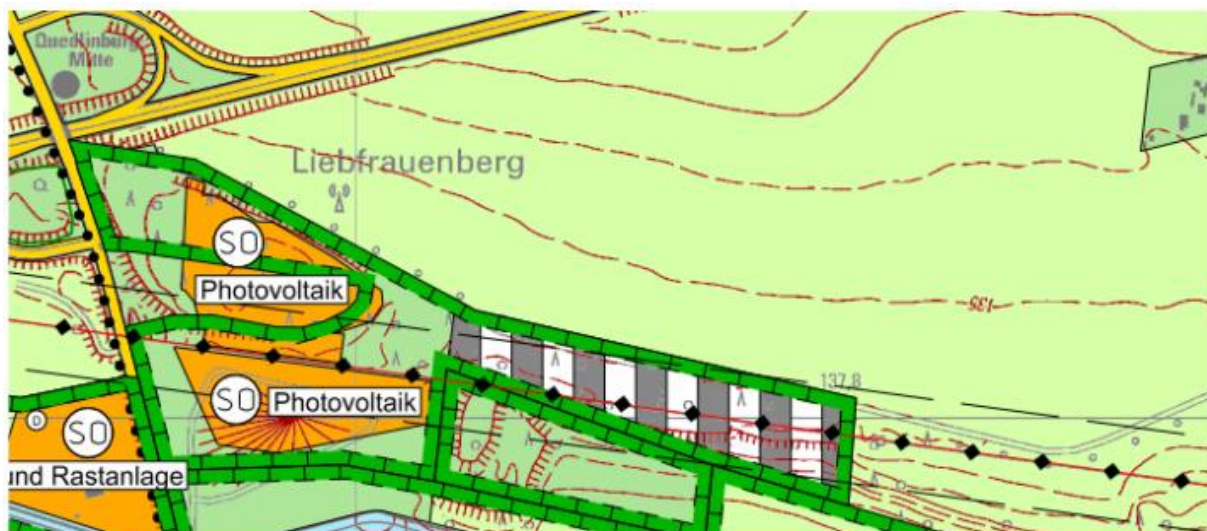 Quedlinburg
Mitte
Liebfrauenberg
SO
Photovoltaik
135
137,8
SO
Photovoltaik
D
SO
und Rastanlage